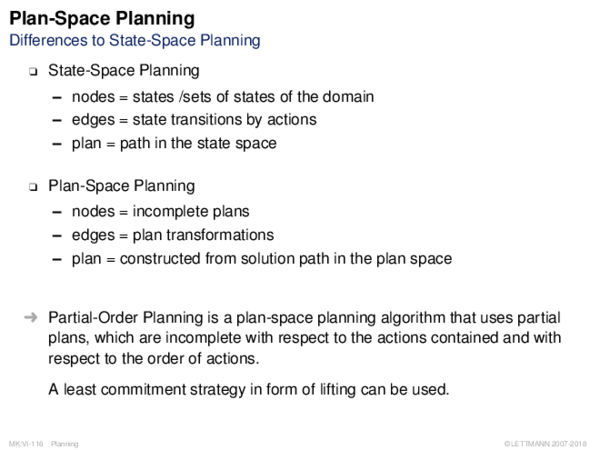 Plan-Space Planning
Differences to State-Space Planning
❑ State-Space Planning
– nodes = states /sets of states of the domain
– edges = state transitions by actions
– plan = path in the state space
❑ Plan-Space Planning
– nodes = incomplete plans
– edges = plan transformations
– plan = constructed from solution path in the plan space
➜ Partial-Order Planning is a plan-space planning algorithm that uses partial
plans, which are incomplete with respect to the actions contained and with
respect to the order of actions.
A least commitment strategy in form of lifting can be used.
MK:VI-116 Planning ©LETTMANN 2007-2018